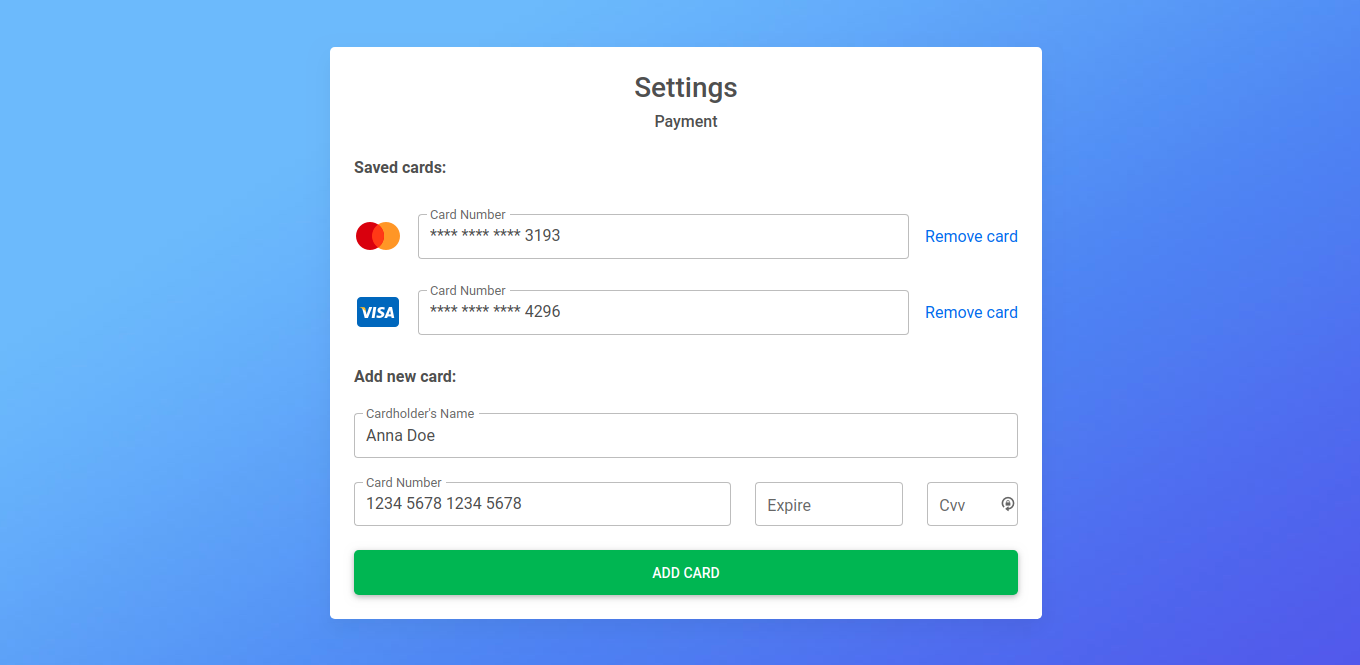 Settings
Payment
Saved cards:
Card Number
**** **** **** 3193
Remove card
VISA
Card Number
**** **** **** 4296
Remove card
Add new card:
Cardholder's Name
Anna Doe
Card Number
1234 5678 1234 5678
Expire
Cvv
ADD CARD